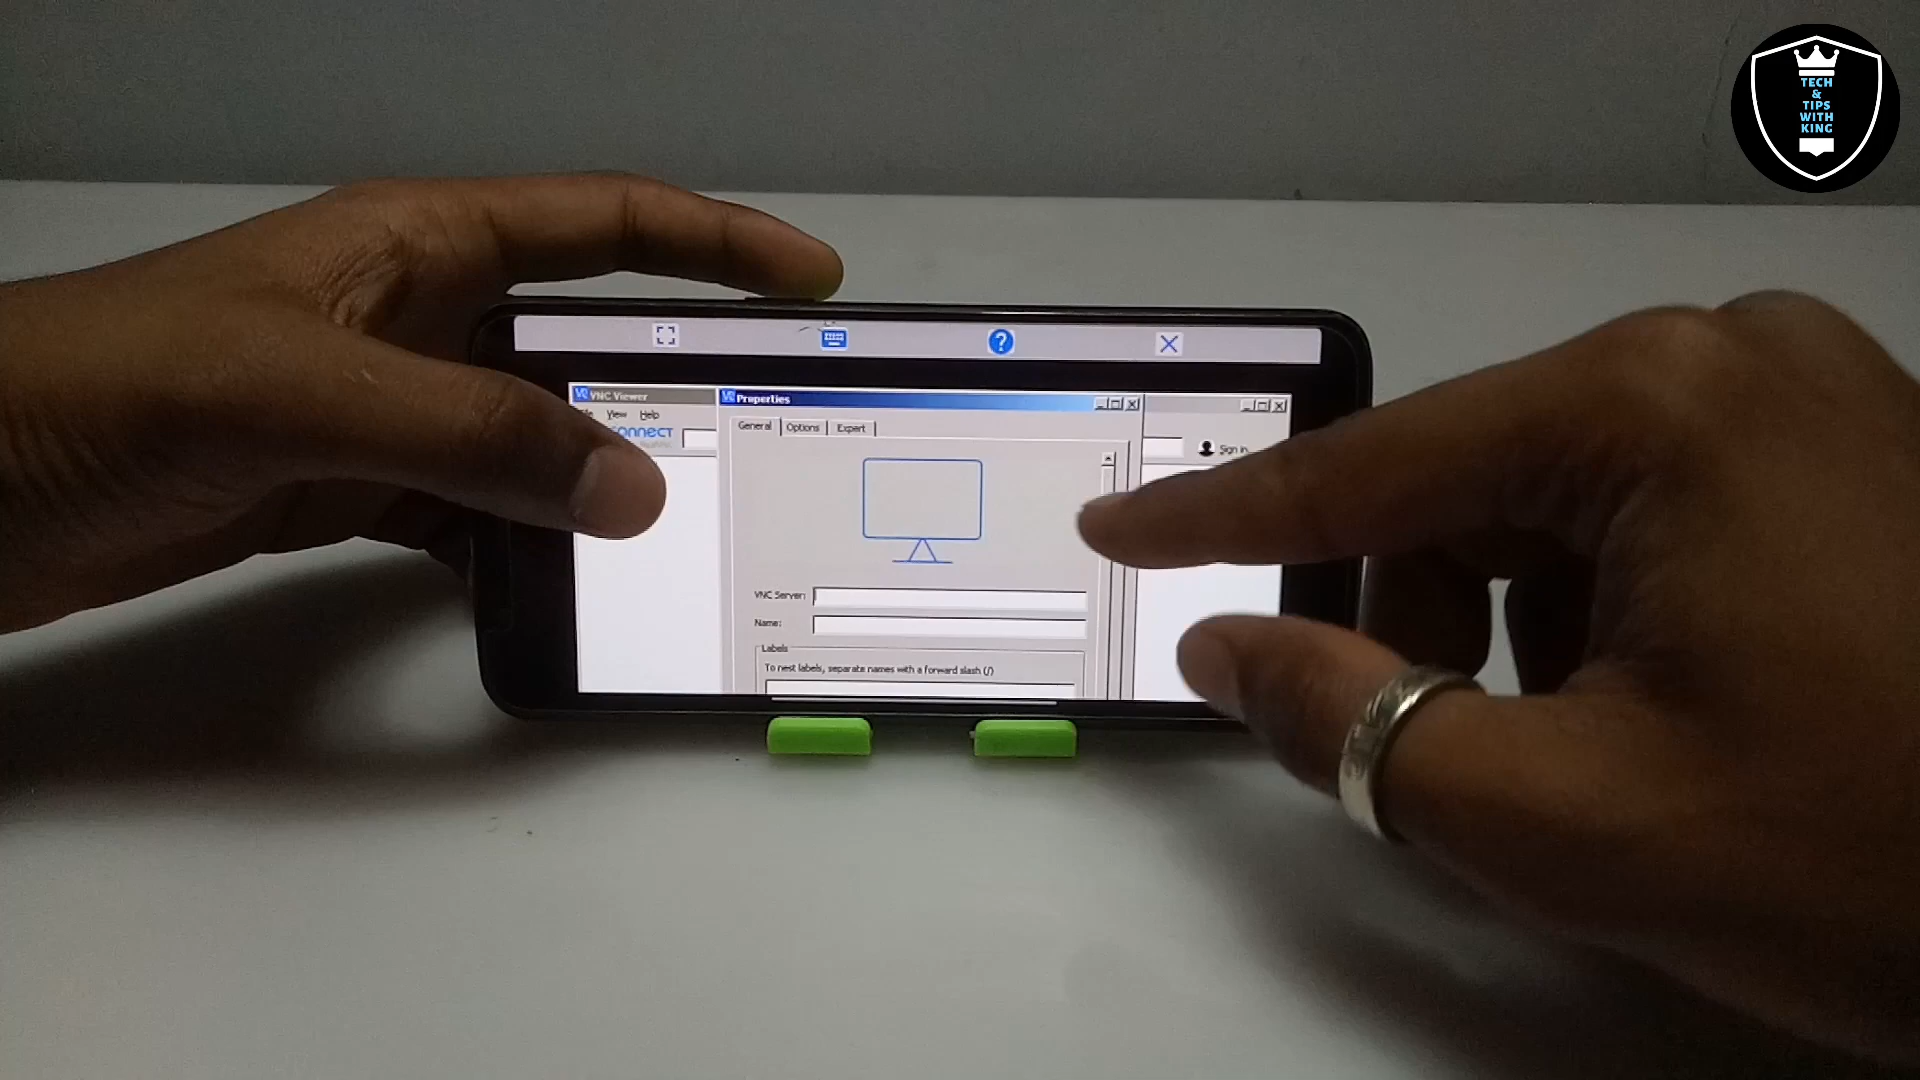 TECH
&
TIPS
WITH
KING
?
VNC Viewer
Properties
View Help
General Options Expert
CONNECT
Sign in
VNC Server:
Name:
Labels
To nest labels, separate names with a forward slash (/)